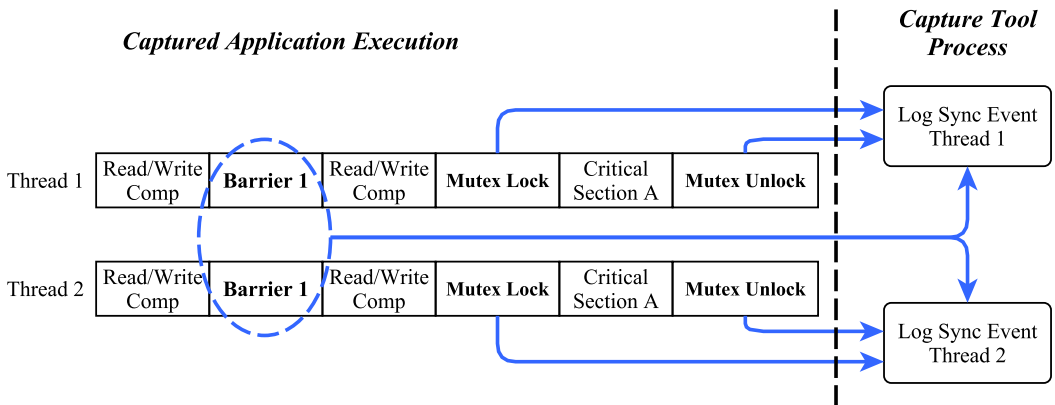 Captured Application Execution
Capture Tool
Process
Log Sync Event
Thread 1
Thread 1
Read/Write
Comp
Barrier 1
Read/Write
Comp
Mutex Lock
Critical
Section A
Mutex Unlock
Thread 2
Read/Write
Comp
Barrier 1
Read/Write
Comp
Mutex Lock
Critical
Section A
Mutex Unlock
Log Sync Event
Thread 2